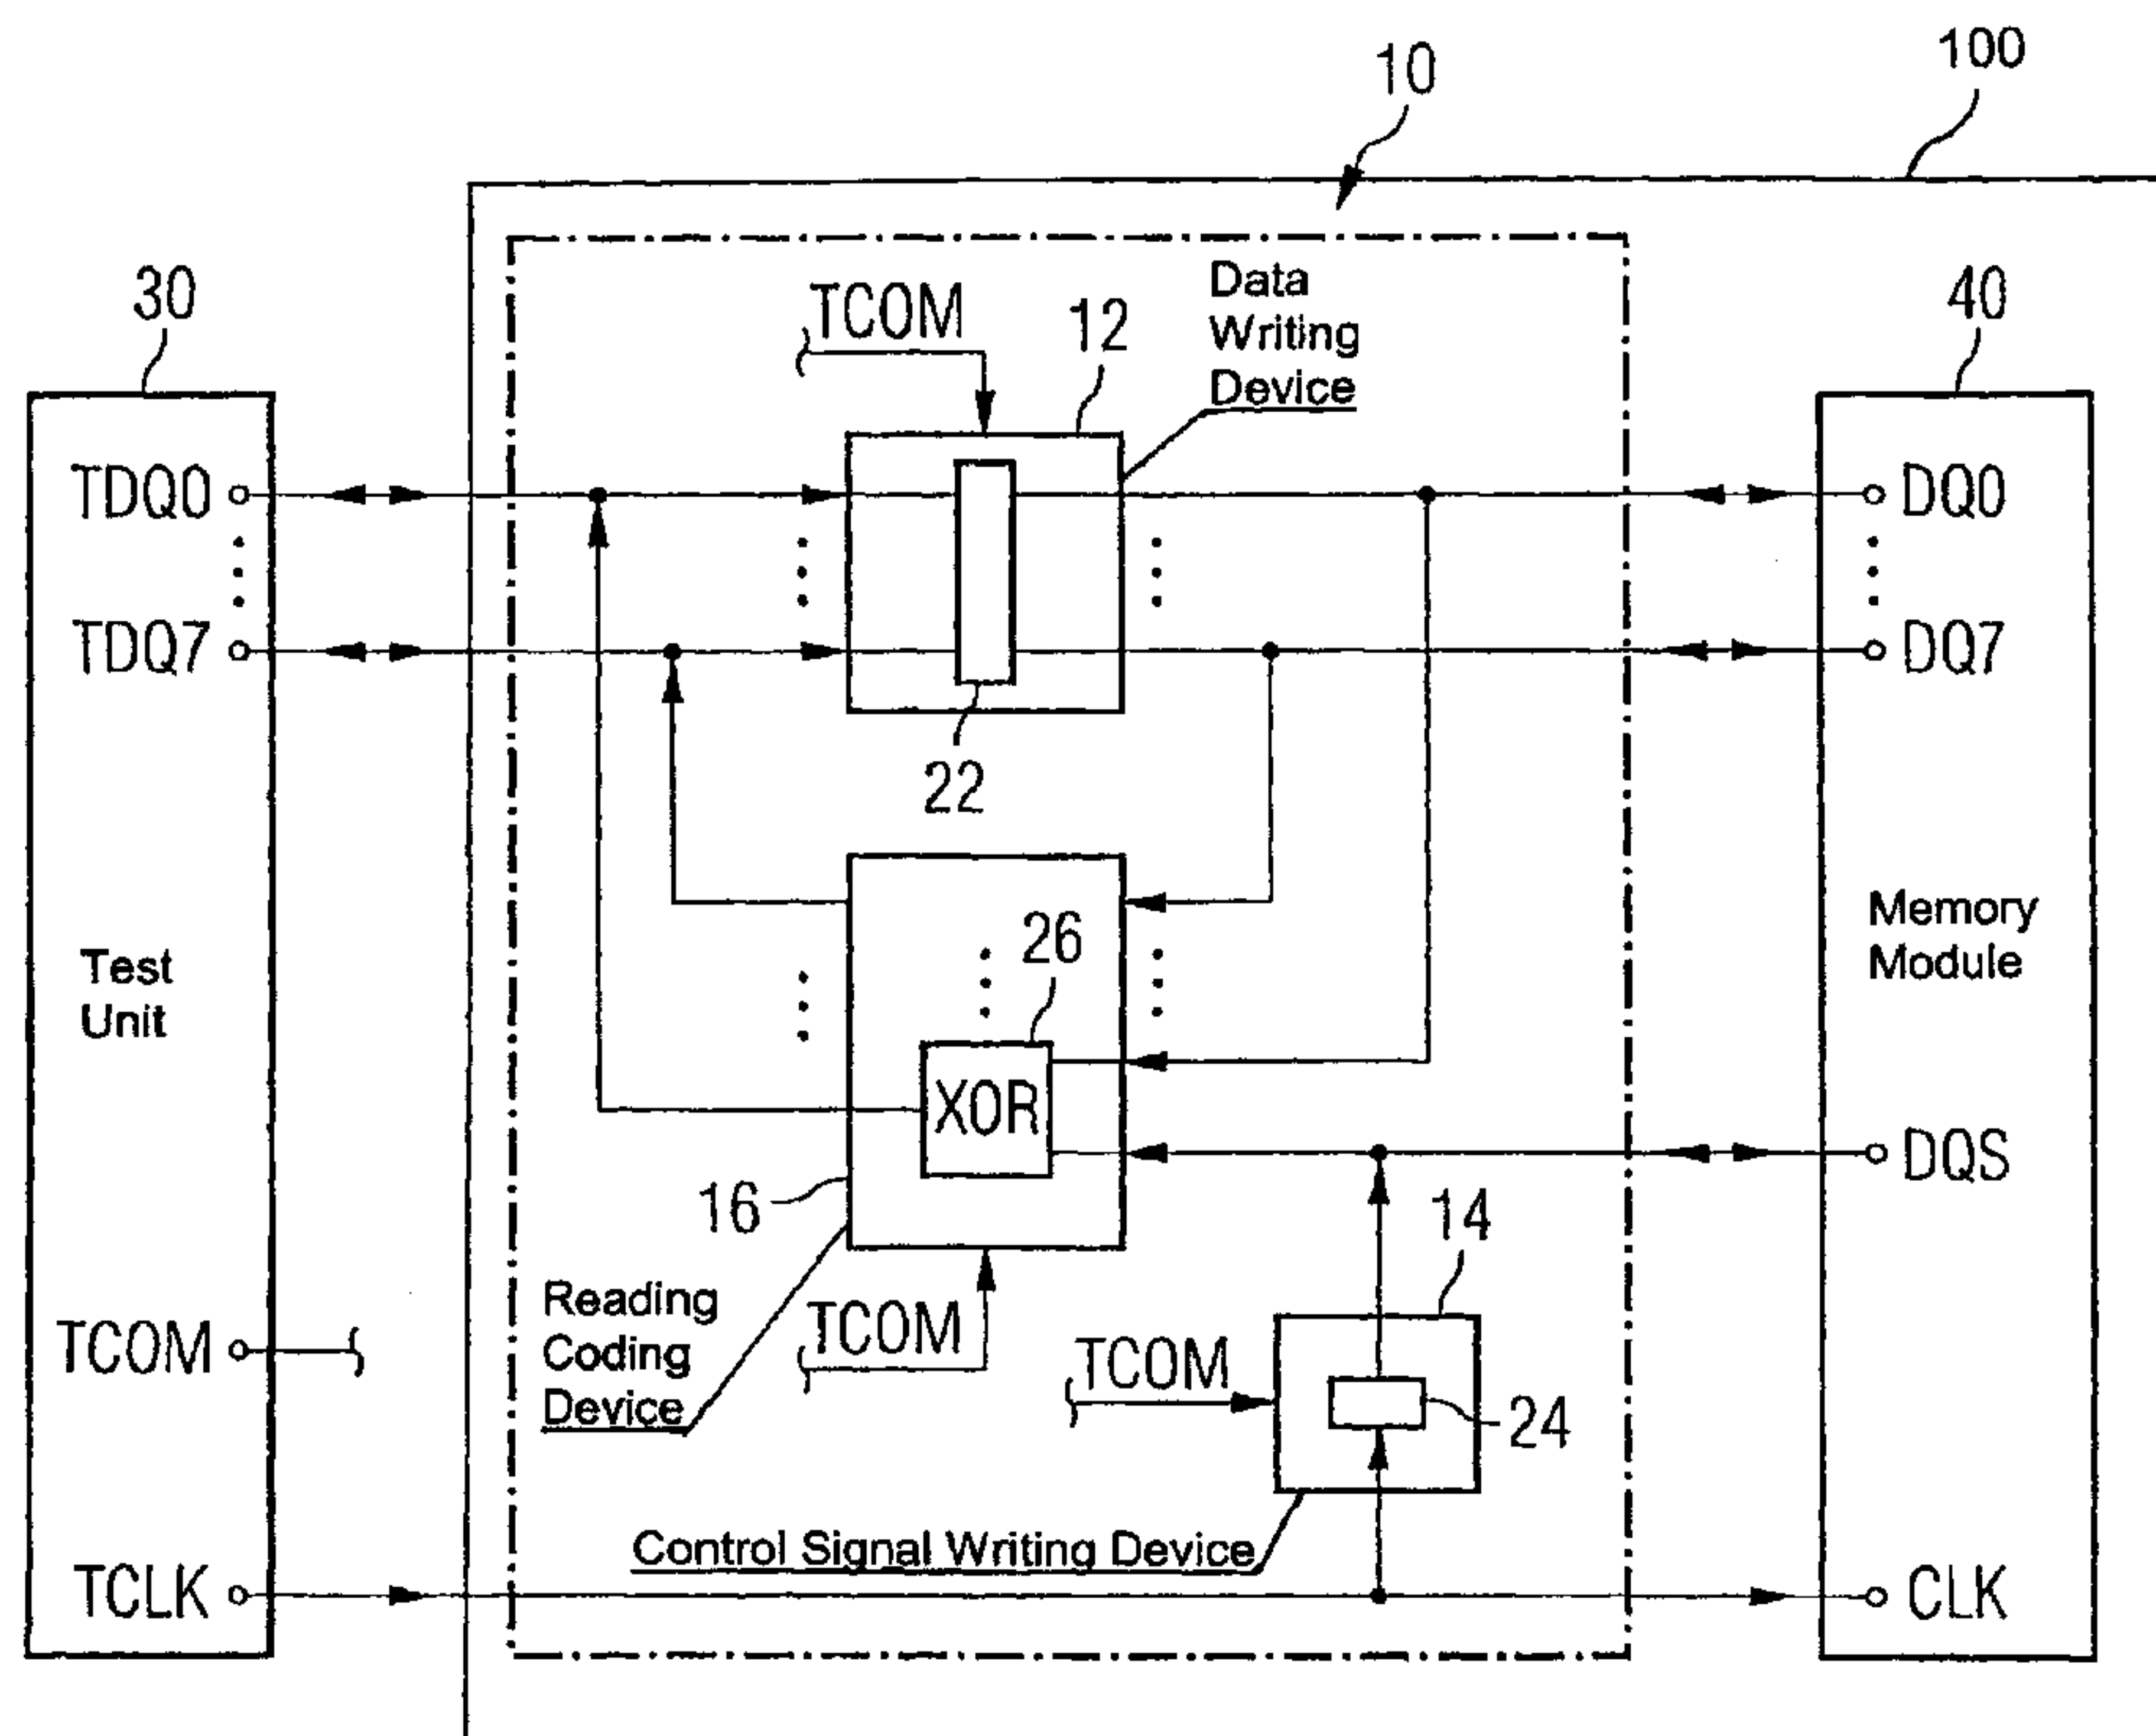 100
10
30
TCOM
12
Data
Writing
Device
40
TDQ0
DQ0
TDQ7
DQ7
22
26
Memory
Module
Test
Unit
XOR
DQS
16
14
Reading
Coding
Device
TCOM
TCOM
TCOM
24
Control Signal Writing Device
TCLK
CLK